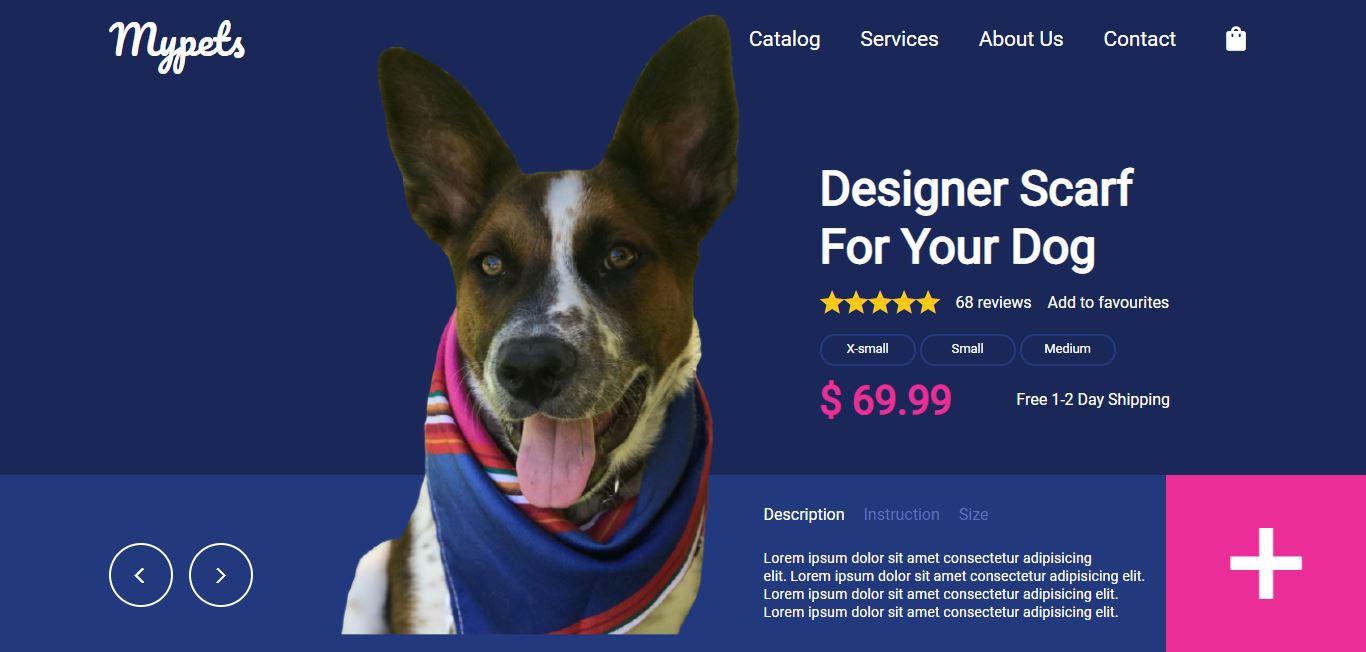 Mypets
Catalog Services About Us Contact
Designer Scarf
For Your Dog
68 reviews Add to favourites
X-small Small Medium
$ 69.99 Free 1-2 Day Shipping
Description Instruction Size
Lorem ipsum dolor sit amet consectetur adipisicing
elit. Lorem ipsum dolor sit amet consectetur adipisicing elit.
Lorem ipsum dolor sit amet consectetur adipisicing elit.
Lorem ipsum dolor sit amet consectetur adipisicing elit.